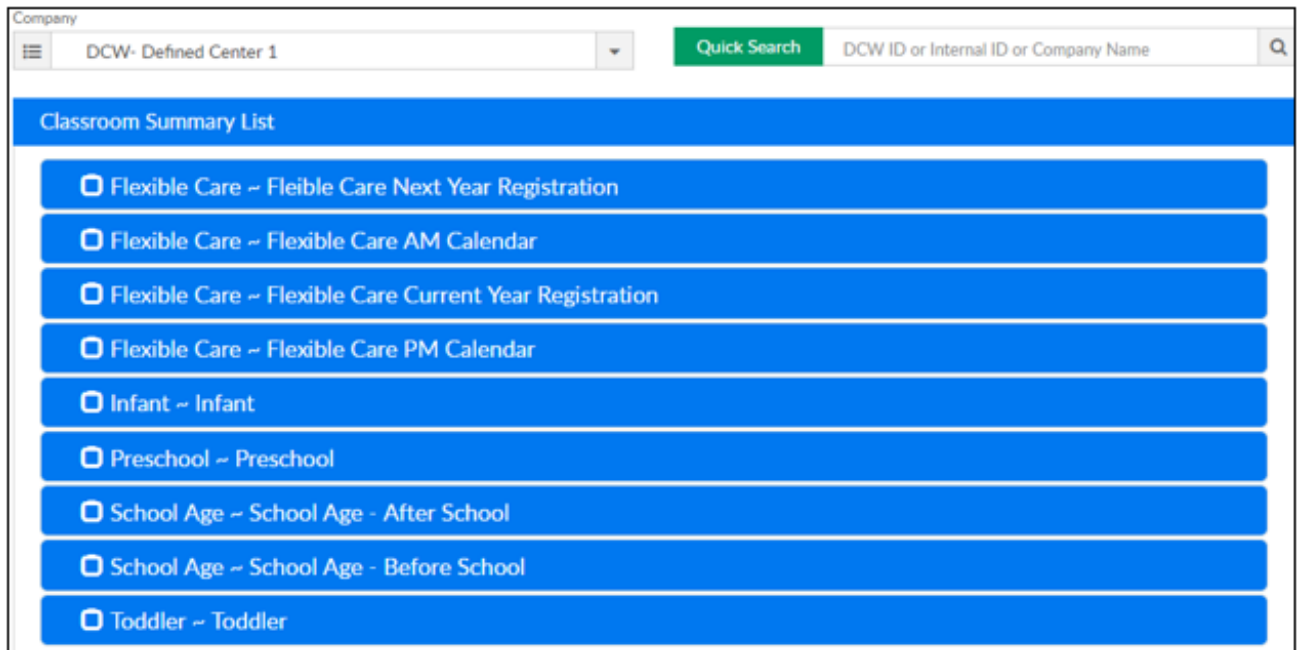 Company
DCW- Defined Center 1
Quick Search
DCW ID or Internal ID or Company Name
Classroom Summary List
Flexible Care ~ Fleible Care Next Year Registration
Flexible Care ~ Flexible Care AM Calendar
Flexible Care ~ Flexible Care Current Year Registration
Flexible Care ~ Flexible Care PM Calendar
Infant ~ Infant
Preschool ~ Preschool
School Age ~ School Age - After School
School Age ~ School Age - Before School
Toddler ~ Toddler